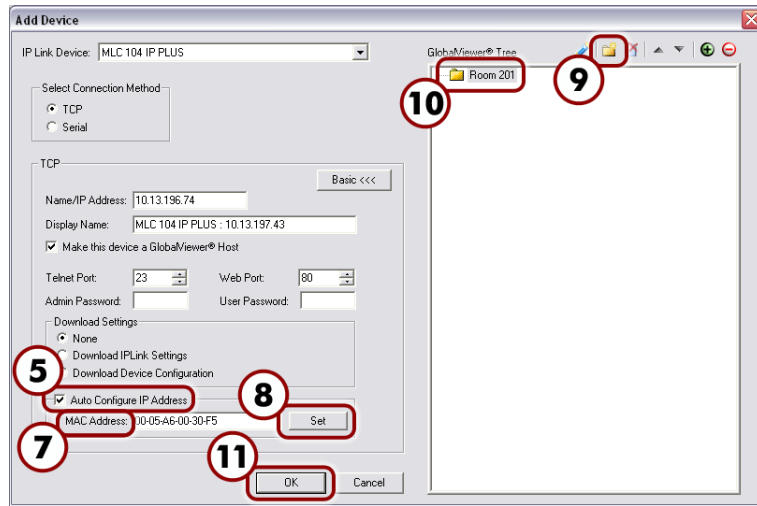 Add Device
IP Link Device: MLC 104 IP PLUS
GlobalViewer® Tree
9
Room 201
10
Select Connection Method
TCP
Serial
TCP
Basic <<<
Name/IP Address: 10.13.196.74
Display Name: MLC 104 IP PLUS : 10.13.197.43
Make this device a GlobalViewer® Host
Telnet Port: 23 Web Port: 80
Admin Password: User Password:
Download Settings
None
Download IPLink Settings
Download Device Configuration
5
Auto Configure IP Address
8
MAC Address: 00-05-A6-00-30-F5 Set
7
11
OK Cancel